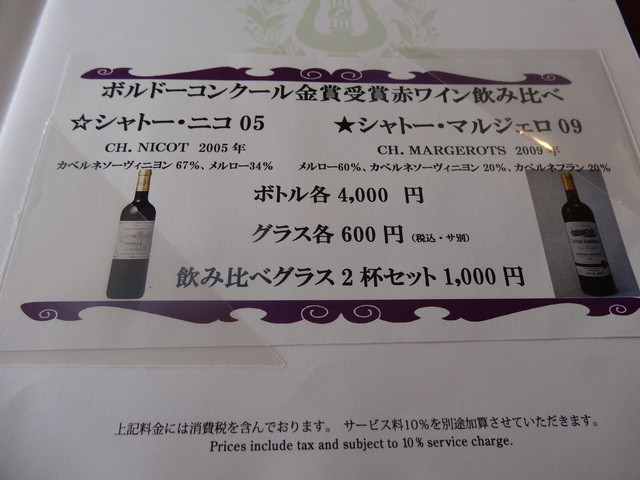 ボルドーコンクール金賞受賞赤ワイン飲み比べ
☆シャトー・ニコ 05
CH. NICOT 2005 年
カベルネソーヴィニヨン 67%、メルロー34%
★シャトー・マルジェロ 09
CH. MARGEROTS 2009 年
メルロー60%、カベルネソーヴィニヨン 20%、カベルネフラン 20%
ボトル各 4,000 円
グラス各 600 円 (税込・サ別)
飲み比べグラス 2 杯セット 1,000 円
上記料金には消費税を含んでおります。 サービス料10%を別途加算させていただきます。
Prices include tax and subject to 10% service charge.